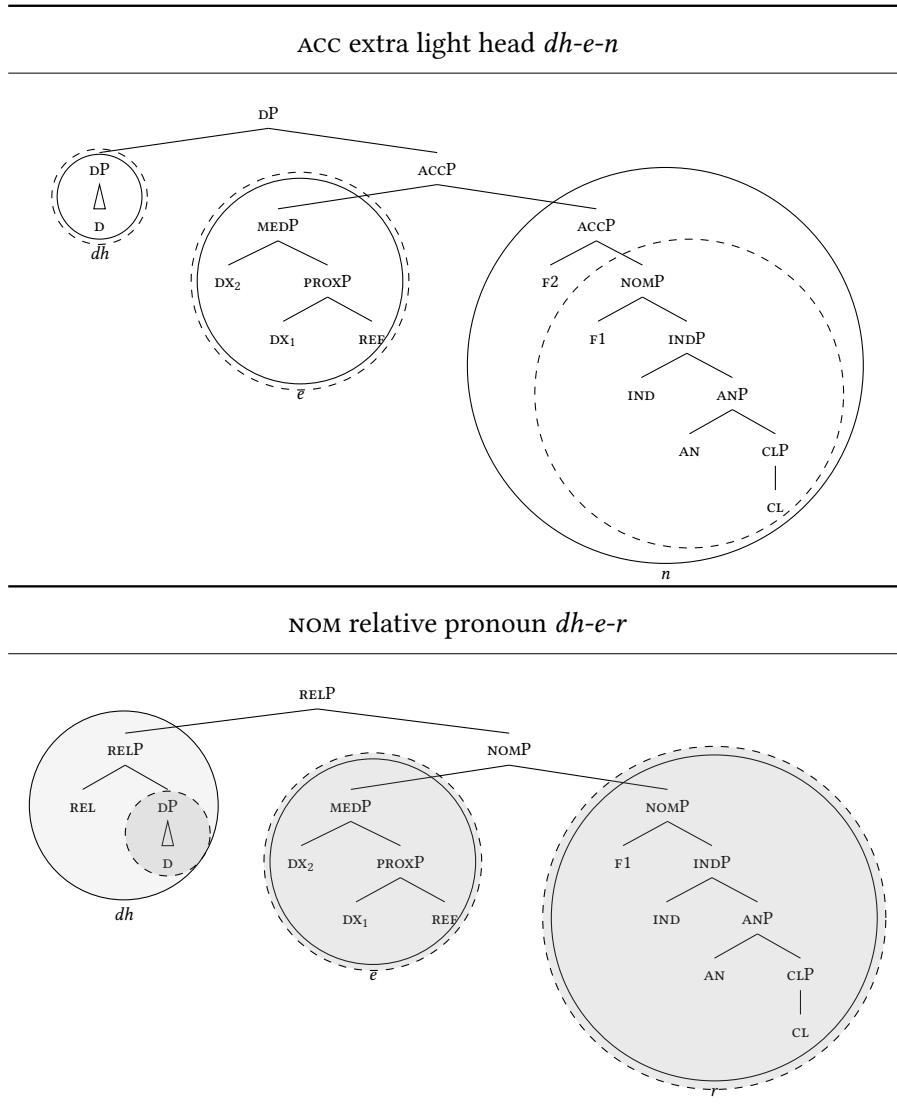 ACC extra light head dh-e-n
DP
DP ACCP
D MEDP ACCP
dh DX₂ PROXP F2 NOMP
DX₁ REF F1 INDP
e IND ANP
AN CLP
CL
n
NOM relative pronoun dh-e-r
RELP
RELP NOMP
REL DP MEDP NOMP
D DX₂ PROXP F1 INDP
dh DX₁ REF IND ANP
e AN CLP
CL
r